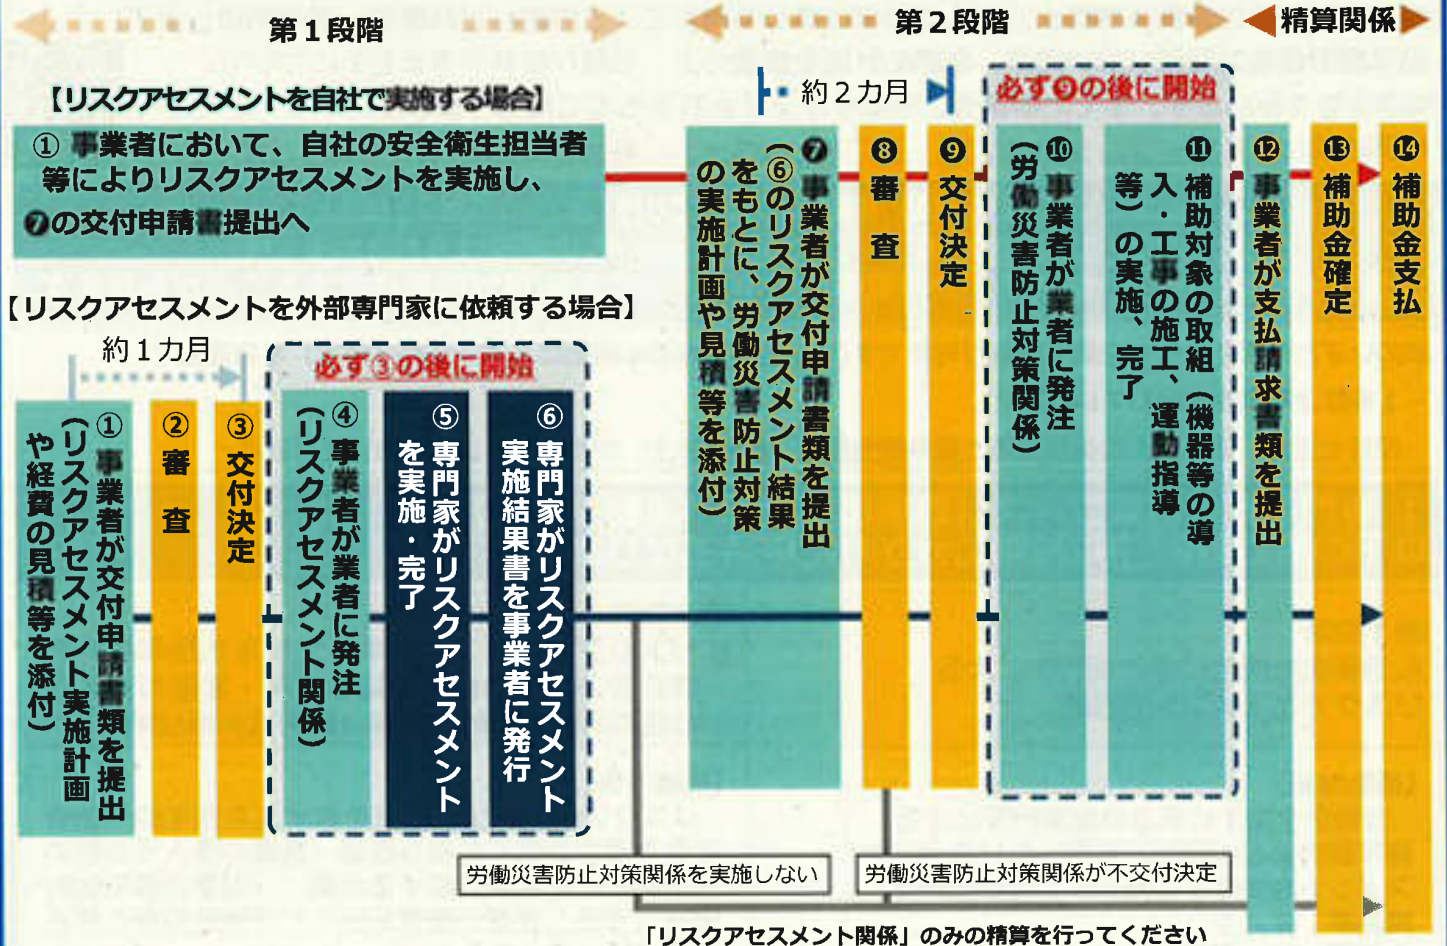 第１段階
第２段階
精算関係
【リスクアセスメントを自社で実施する場合】
① 事業者において、自社の安全衛生担当者
等によりリスクアセスメントを実施し、
❼の交付申請書提出へ
【リスクアセスメントを外部専門家に依頼する場合】
約１カ月
必ず③の後に開始
① 事業者が交付申請書類を提出
（リスクアセスメント実施計画
や経費の見積等を添付）
② 審 査
③ 交付決定
④ 事業者が業者に発注
（リスクアセスメント関係）
⑤ 専門家がリスクアセスメント
を実施・完了
⑥ 専門家がリスクアセスメント
実施結果書を事業者に発行
約２カ月
必ず❾の後に開始
❼ 事業者が交付申請書類を提出
（⑥のリスクアセスメント結果
をもとに、労働災害防止対策
の実施計画や見積等を添付）
❽ 審 査
❾ 交付決定
❿ 事業者が業者に発注
（労働災害防止対策関係）
⓫ 補助対象の取組（機器等の導
入・工事の施工、運動指導
等）の実施、完了
⓬ 事業者が支払請求書類を提出
⓭ 補助金確定
⓮ 補助金支払
労働災害防止対策関係を実施しない
労働災害防止対策関係が不交付決定
「リスクアセスメント関係」のみの精算を行ってください